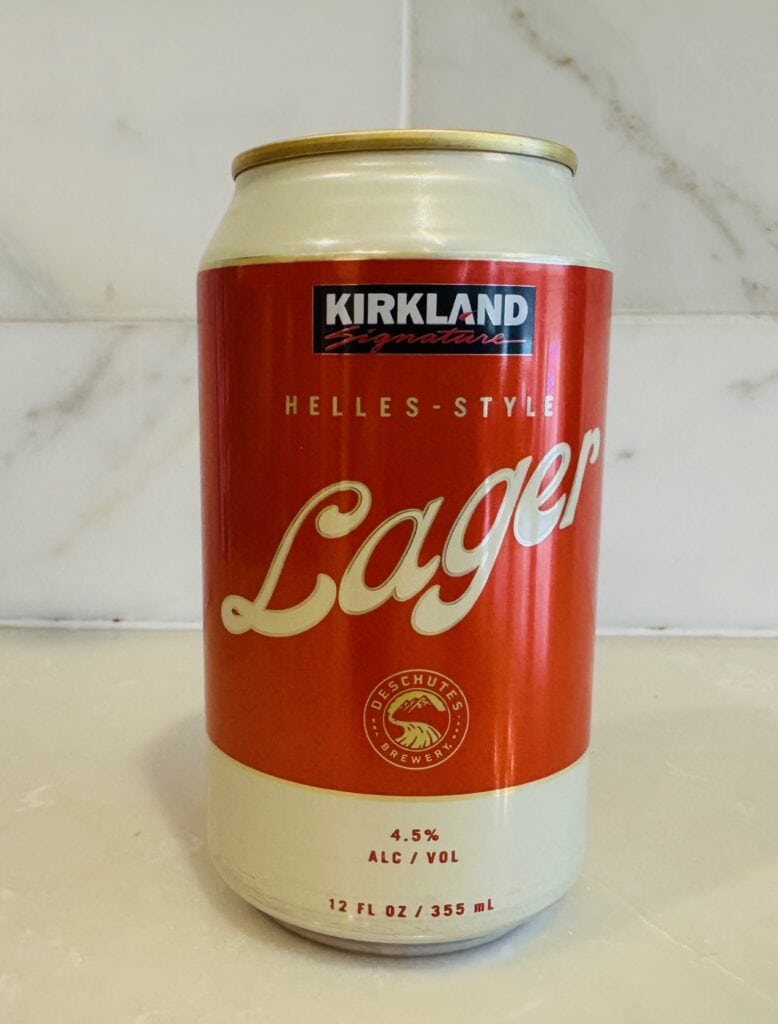 KIRKLAND
Signature
HELLES-STYLE
Lager
DESCHUTES
BREWERY.
4.5%
ALC / VOL
12 FL OZ / 355 mL